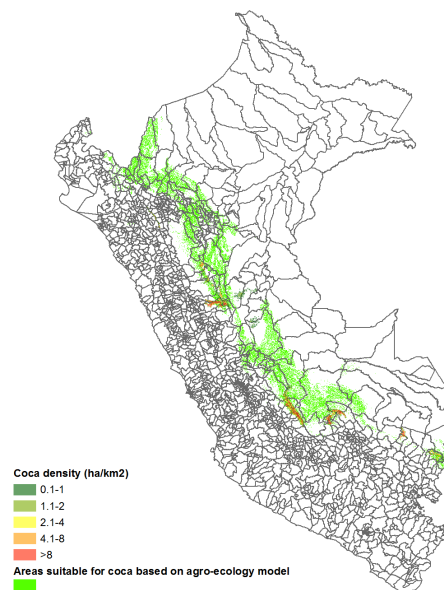 Coca density (ha/km2)
0.1-1
1.1-2
2.1-4
4.1-8
>8
Areas suitable for coca based on agro-ecology model